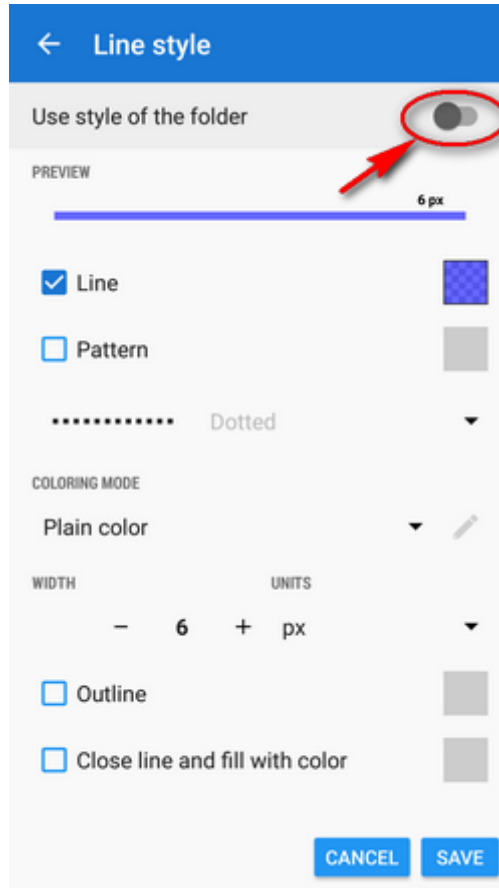 Line style
Use style of the folder
PREVIEW
6 px
Line
Pattern
Dotted
COLORING MODE
Plain color
WIDTH UNITS
− 6 + px
Outline
Close line and fill with color
CANCEL SAVE